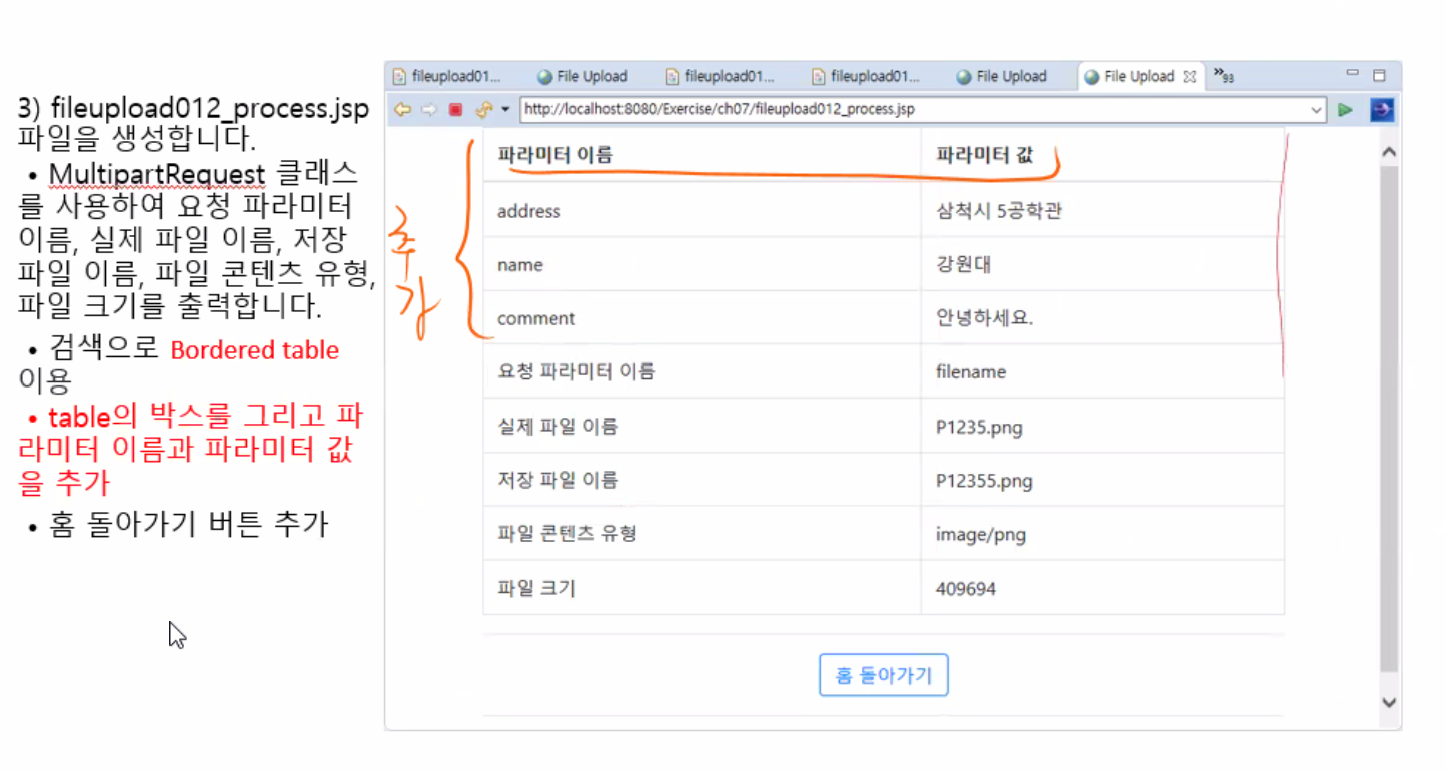 3) fileupload012_process.jsp
파일을 생성합니다.
• MultipartRequest 클래스
를 사용하여 요청 파라미터
이름, 실제 파일 이름, 저장
파일 이름, 파일 콘텐츠 유형,
파일 크기를 출력합니다.
• 검색으로 Bordered table
이용
• table의 박스를 그리고 파
라미터 이름과 파라미터 값
을 추가
• 홈 돌아가기 버튼 추가
fileupload01... File Upload fileupload01... fileupload01... File Upload File Upload »93
http://localhost:8080/Exercise/ch07/fileupload012_process.jsp
추가
파라미터 이름 파라미터 값
address 삼척시 5공학관
name 강원대
comment 안녕하세요.
요청 파라미터 이름 filename
실제 파일 이름 P1235.png
저장 파일 이름 P12355.png
파일 콘텐츠 유형 image/png
파일 크기 409694
홈 돌아가기